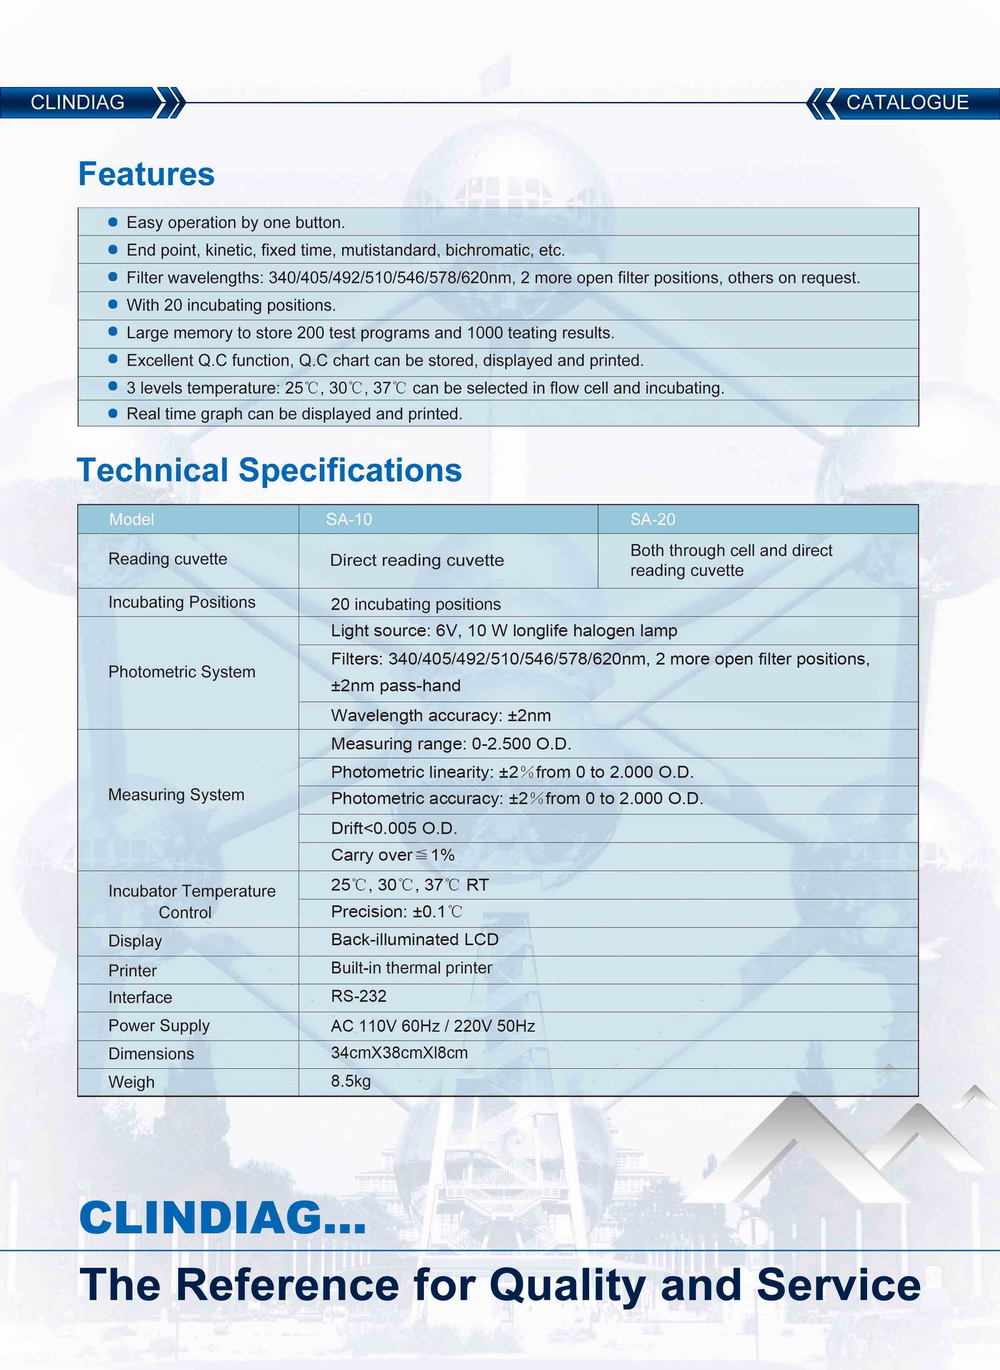 CLINDIAG
CATALOGUE
Features
Easy operation by one button.
End point, kinetic, fixed time, mutistandard, bichromatic, etc.
Filter wavelengths: 340/405/492/510/546/578/620nm, 2 more open filter positions, others on request.
With 20 incubating positions.
Large memory to store 200 test programs and 1000 teating results.
Excellent Q.C function, Q.C chart can be stored, displayed and printed.
3 levels temperature: 25℃, 30℃, 37℃ can be selected in flow cell and incubating.
Real time graph can be displayed and printed.
Technical Specifications
Model SA-10 SA-20
Reading cuvette Direct reading cuvette Both through cell and direct
reading cuvette
Incubating Positions 20 incubating positions
Photometric System Light source: 6V, 10 W longlife halogen lamp
Filters: 340/405/492/510/546/578/620nm, 2 more open filter positions,
±2nm pass-hand
Wavelength accuracy: ±2nm
Measuring System Measuring range: 0-2.500 O.D.
Photometric linearity: ±2%from 0 to 2.000 O.D.
Photometric accuracy: ±2%from 0 to 2.000 O.D.
Drift<0.005 O.D.
Carry over≦1%
Incubator Temperature
Control
25℃, 30℃, 37℃ RT
Precision: ±0.1℃
Display Back-illuminated LCD
Printer Built-in thermal printer
Interface RS-232
Power Supply AC 110V 60Hz / 220V 50Hz
Dimensions 34cmX38cmXl8cm
Weigh 8.5kg
CLINDIAG...
The Reference for Quality and Service